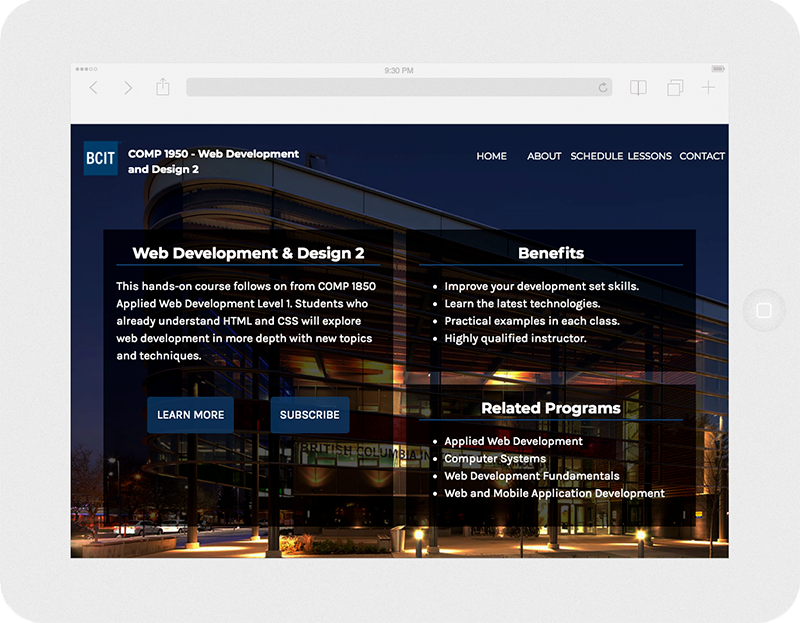 9:30 PM
BCIT
COMP 1950 - Web Development
and Design 2
HOME ABOUT SCHEDULE LESSONS CONTACT
Web Development & Design 2
This hands-on course follows on from COMP 1850
Applied Web Development Level 1. Students who
already understand HTML and CSS will explore
web development in more depth with new topics
and techniques.
LEARN MORE SUBSCRIBE
Benefits
Improve your development set skills.
Learn the latest technologies.
Practical examples in each class.
Highly qualified instructor.
Related Programs
Applied Web Development
Computer Systems
Web Development Fundamentals
Web and Mobile Application Development
BRITISH COLUMBIA